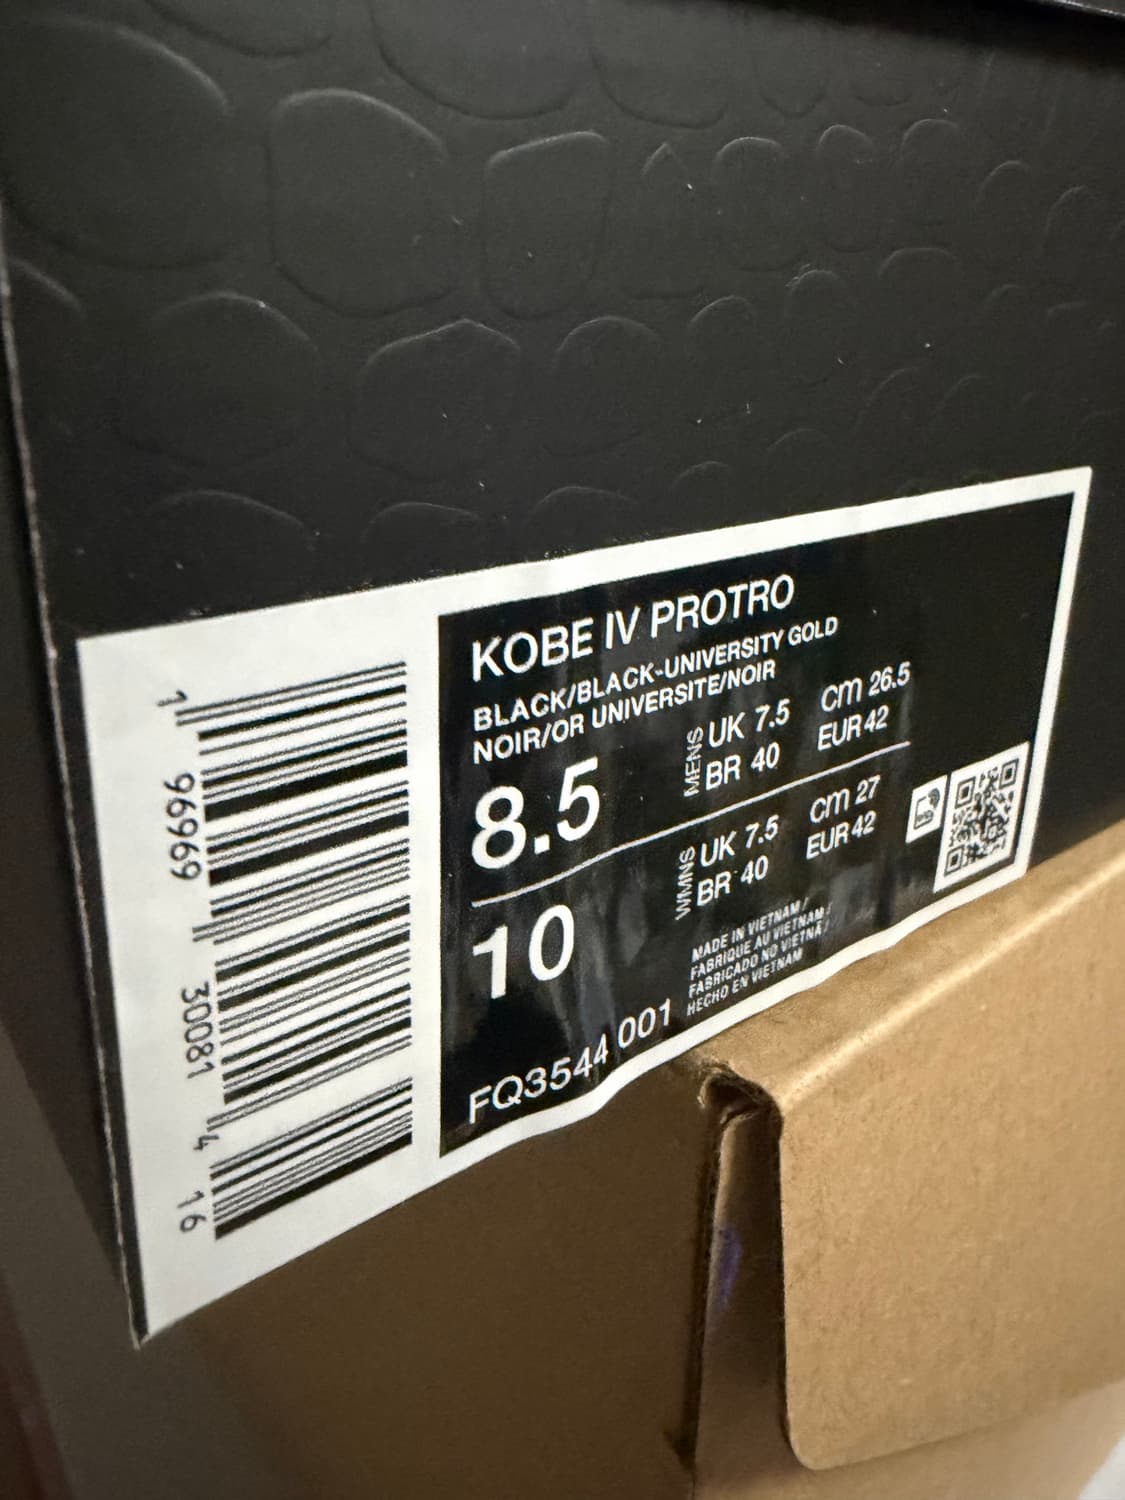 KOBE IV PROTRO
BLACK/BLACK-UNIVERSITY GOLD
NOIR/OR UNIVERSITE/NOIR
8.5
MENS
UK 7.5 cm 26.5
BR 40 EUR 42
10
WMNS
UK 7.5 cm 27
BR 40 EUR 42
MADE IN VIETNAM /
FABRIQUE AU VIETNAM /
FABRICADO NO VIETNÃ /
HECHO EN VIETNAM
FQ3544 001
1 96969 30081 4 16